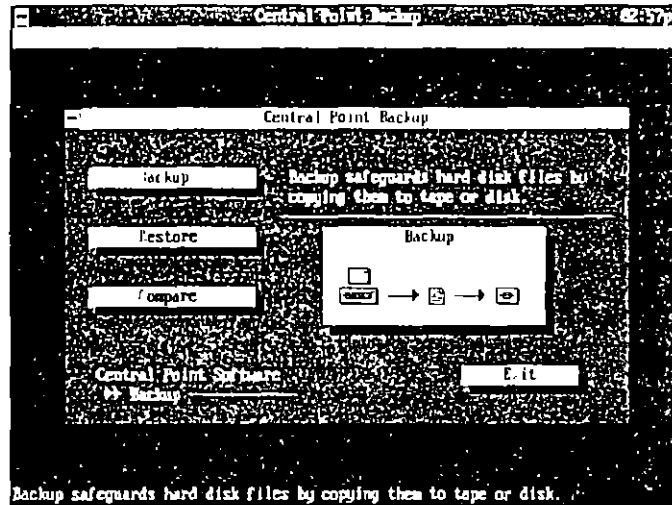 Central Point Backup 02:57p
Central Point Backup
Backup
Backup safeguards hard disk files by
copying them to tape or disk.
Restore
Backup
Compare
Central Point Software
Backup
Exit
Backup safeguards hard disk files by copying them to tape or disk.